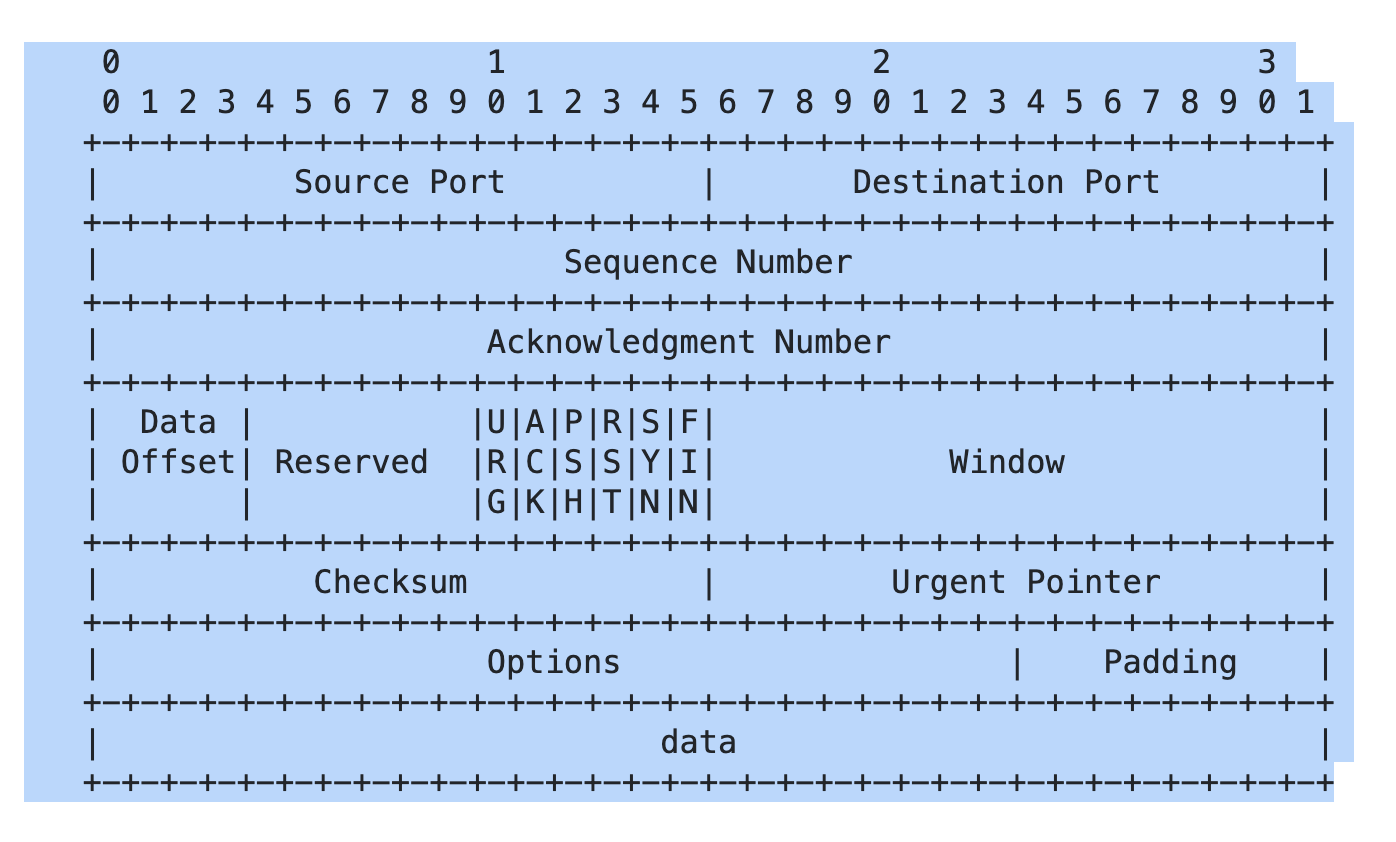 0                   1                   2                   3
    0 1 2 3 4 5 6 7 8 9 0 1 2 3 4 5 6 7 8 9 0 1 2 3 4 5 6 7 8 9 0 1
   +-+-+-+-+-+-+-+-+-+-+-+-+-+-+-+-+-+-+-+-+-+-+-+-+-+-+-+-+-+-+-+-+
   |          Source Port          |       Destination Port        |
   +-+-+-+-+-+-+-+-+-+-+-+-+-+-+-+-+-+-+-+-+-+-+-+-+-+-+-+-+-+-+-+-+
   |                        Sequence Number                        |
   +-+-+-+-+-+-+-+-+-+-+-+-+-+-+-+-+-+-+-+-+-+-+-+-+-+-+-+-+-+-+-+-+
   |                    Acknowledgment Number                      |
   +-+-+-+-+-+-+-+-+-+-+-+-+-+-+-+-+-+-+-+-+-+-+-+-+-+-+-+-+-+-+-+-+
   |  Data |           |U|A|P|R|S|F|                               |
   | Offset| Reserved  |R|C|S|S|Y|I|            Window             |
   |       |           |G|K|H|T|N|N|                               |
   +-+-+-+-+-+-+-+-+-+-+-+-+-+-+-+-+-+-+-+-+-+-+-+-+-+-+-+-+-+-+-+-+
   |           Checksum            |         Urgent Pointer        |
   +-+-+-+-+-+-+-+-+-+-+-+-+-+-+-+-+-+-+-+-+-+-+-+-+-+-+-+-+-+-+-+-+
   |                    Options                    |    Padding    |
   +-+-+-+-+-+-+-+-+-+-+-+-+-+-+-+-+-+-+-+-+-+-+-+-+-+-+-+-+-+-+-+-+
   |                             data                              |
   +-+-+-+-+-+-+-+-+-+-+-+-+-+-+-+-+-+-+-+-+-+-+-+-+-+-+-+-+-+-+-+-+